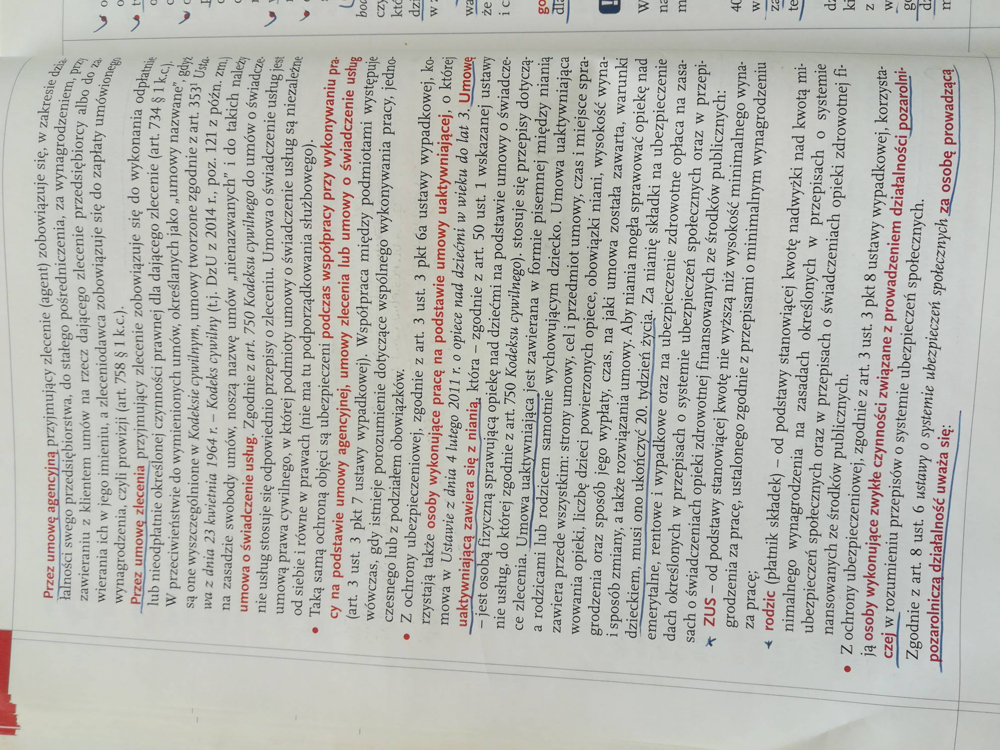 Przez umowę agencyjną przyjmujący zlecenie (agent) zobowiązuje się, w zakresie dzia-
łalności swego przedsiębiorstwa, do stałego pośredniczenia, za wynagrodzeniem, przy
zawieraniu z klientem umów na rzecz dającego zlecenie przedsiębiorcy albo do za-
wierania ich w jego imieniu, a zleceniodawca zobowiązuje się do zapłaty umówionego
wynagrodzenia, czyli prowizji (art. 758 § 1 k.c.).
Przez umowę zlecenia przyjmujący zlecenie zobowiązuje się do wykonania odpłatnie
lub nieodpłatnie określonej czynności prawnej dla dającego zlecenie (art. 734 § 1 k.c.).
W przeciwieństwie do wymienionych umów, określanych jako „umowy nazwane”, gdyż
są one wyszczególnione w Kodeksie cywilnym, umowy tworzone zgodnie z art. 353¹ Usta-
wa z dnia 23 kwietnia 1964 r. – Kodeks cywilny (t.j. DzU z 2014 r., poz. 121 z późn. zm.)
na zasadzie swobody umów, noszą nazwę umów „nienazwanych” i do takich należy
umowa o świadczenie usług. Zgodnie z art. 750 Kodeksu cywilnego do umów o świadcze-
nie usług stosuje się odpowiednio przepisy o zleceniu. Umowa o świadczenie usług jest
umową prawa cywilnego, w której podmioty umowy o świadczenie usług są niezależne
od siebie i równe w prawach (nie ma tu podporządkowania służbowego).
• Taką samą ochroną objęci są ubezpieczeni podczas współpracy przy wykonywaniu pra-
cy na podstawie umowy agencyjnej, umowy zlecenia lub umowy o świadczenie usług
(art. 3 ust. 3 pkt 7 ustawy wypadkowej). Współpraca między podmiotami występuje
wówczas, gdy istnieje porozumienie dotyczące wspólnego wykonywania pracy, jedno-
czesnego lub z podziałem obowiązków.
• Z ochrony ubezpieczeniowej, zgodnie z art. 3 ust. 3 pkt 6a ustawy wypadkowej, ko-
rzystają także osoby wykonujące pracę na podstawie umowy uaktywniającej, o której
mowa w Ustawie z dnia 4 lutego 2011 r. o opiece nad dziećmi w wieku do lat 3. Umowę
uaktywniającą zawiera się z nianią, która – zgodnie z art. 50 ust. 1 wskazanej ustawy
– jest osobą fizyczną sprawującą opiekę nad dziećmi na podstawie umowy o świadcze-
nie usług, do której zgodnie z art. 750 Kodeksu cywilnego). stosuje się przepisy dotyczą-
ce zlecenia. Umowa uaktywniająca jest zawierana w formie pisemnej między nianią
a rodzicami lub rodzicem samotnie wychowującym dziecko. Umowa uaktywniająca
zawiera przede wszystkim: strony umowy, cel i przedmiot umowy, czas i miejsce spra-
wowania opieki, liczbę dzieci powierzonych opiece, obowiązki niani, wysokość wyna-
grodzenia oraz sposób jego wypłaty, czas, na jaki umowa została zawarta, warunki
i sposób zmiany, a także rozwiązania umowy. Aby niania mogła sprawować opiekę nad
dzieckiem, musi ono ukończyć 20. tydzień życia. Za nianię składki na ubezpieczenie
emerytalne, rentowe i wypadkowe oraz na ubezpieczenie zdrowotne opłaca na zasa-
dach określonych w przepisach o systemie ubezpieczeń społecznych oraz w przepi-
sach o świadczeniach opieki zdrowotnej finansowanych ze środków publicznych:
ZUS – od podstawy stanowiącej kwotę nie wyższą niż wysokość minimalnego wyna-
grodzenia za pracę, ustalonego zgodnie z przepisami o minimalnym wynagrodzeniu
za pracę;
rodzic (płatnik składek) – od podstawy stanowiącej kwotę nadwyżki nad kwotą mi-
nimalnego wynagrodzenia na zasadach określonych w przepisach o systemie
ubezpieczeń społecznych oraz w przepisach o świadczeniach opieki zdrowotnej fi-
nansowanych ze środków publicznych.
• Z ochrony ubezpieczeniowej, zgodnie z art. 3 ust. 3 pkt 8 ustawy wypadkowej, korzysta-
ją osoby wykonujące zwykłe czynności związane z prowadzeniem działalności pozarolni-
czej w rozumieniu przepisów o systemie ubezpieczeń społecznych.
Zgodnie z art. 8 ust. 6 ustawy o systemie ubezpieczeń społecznych za osobę prowadzącą
pozarolniczą działalność uważa się: